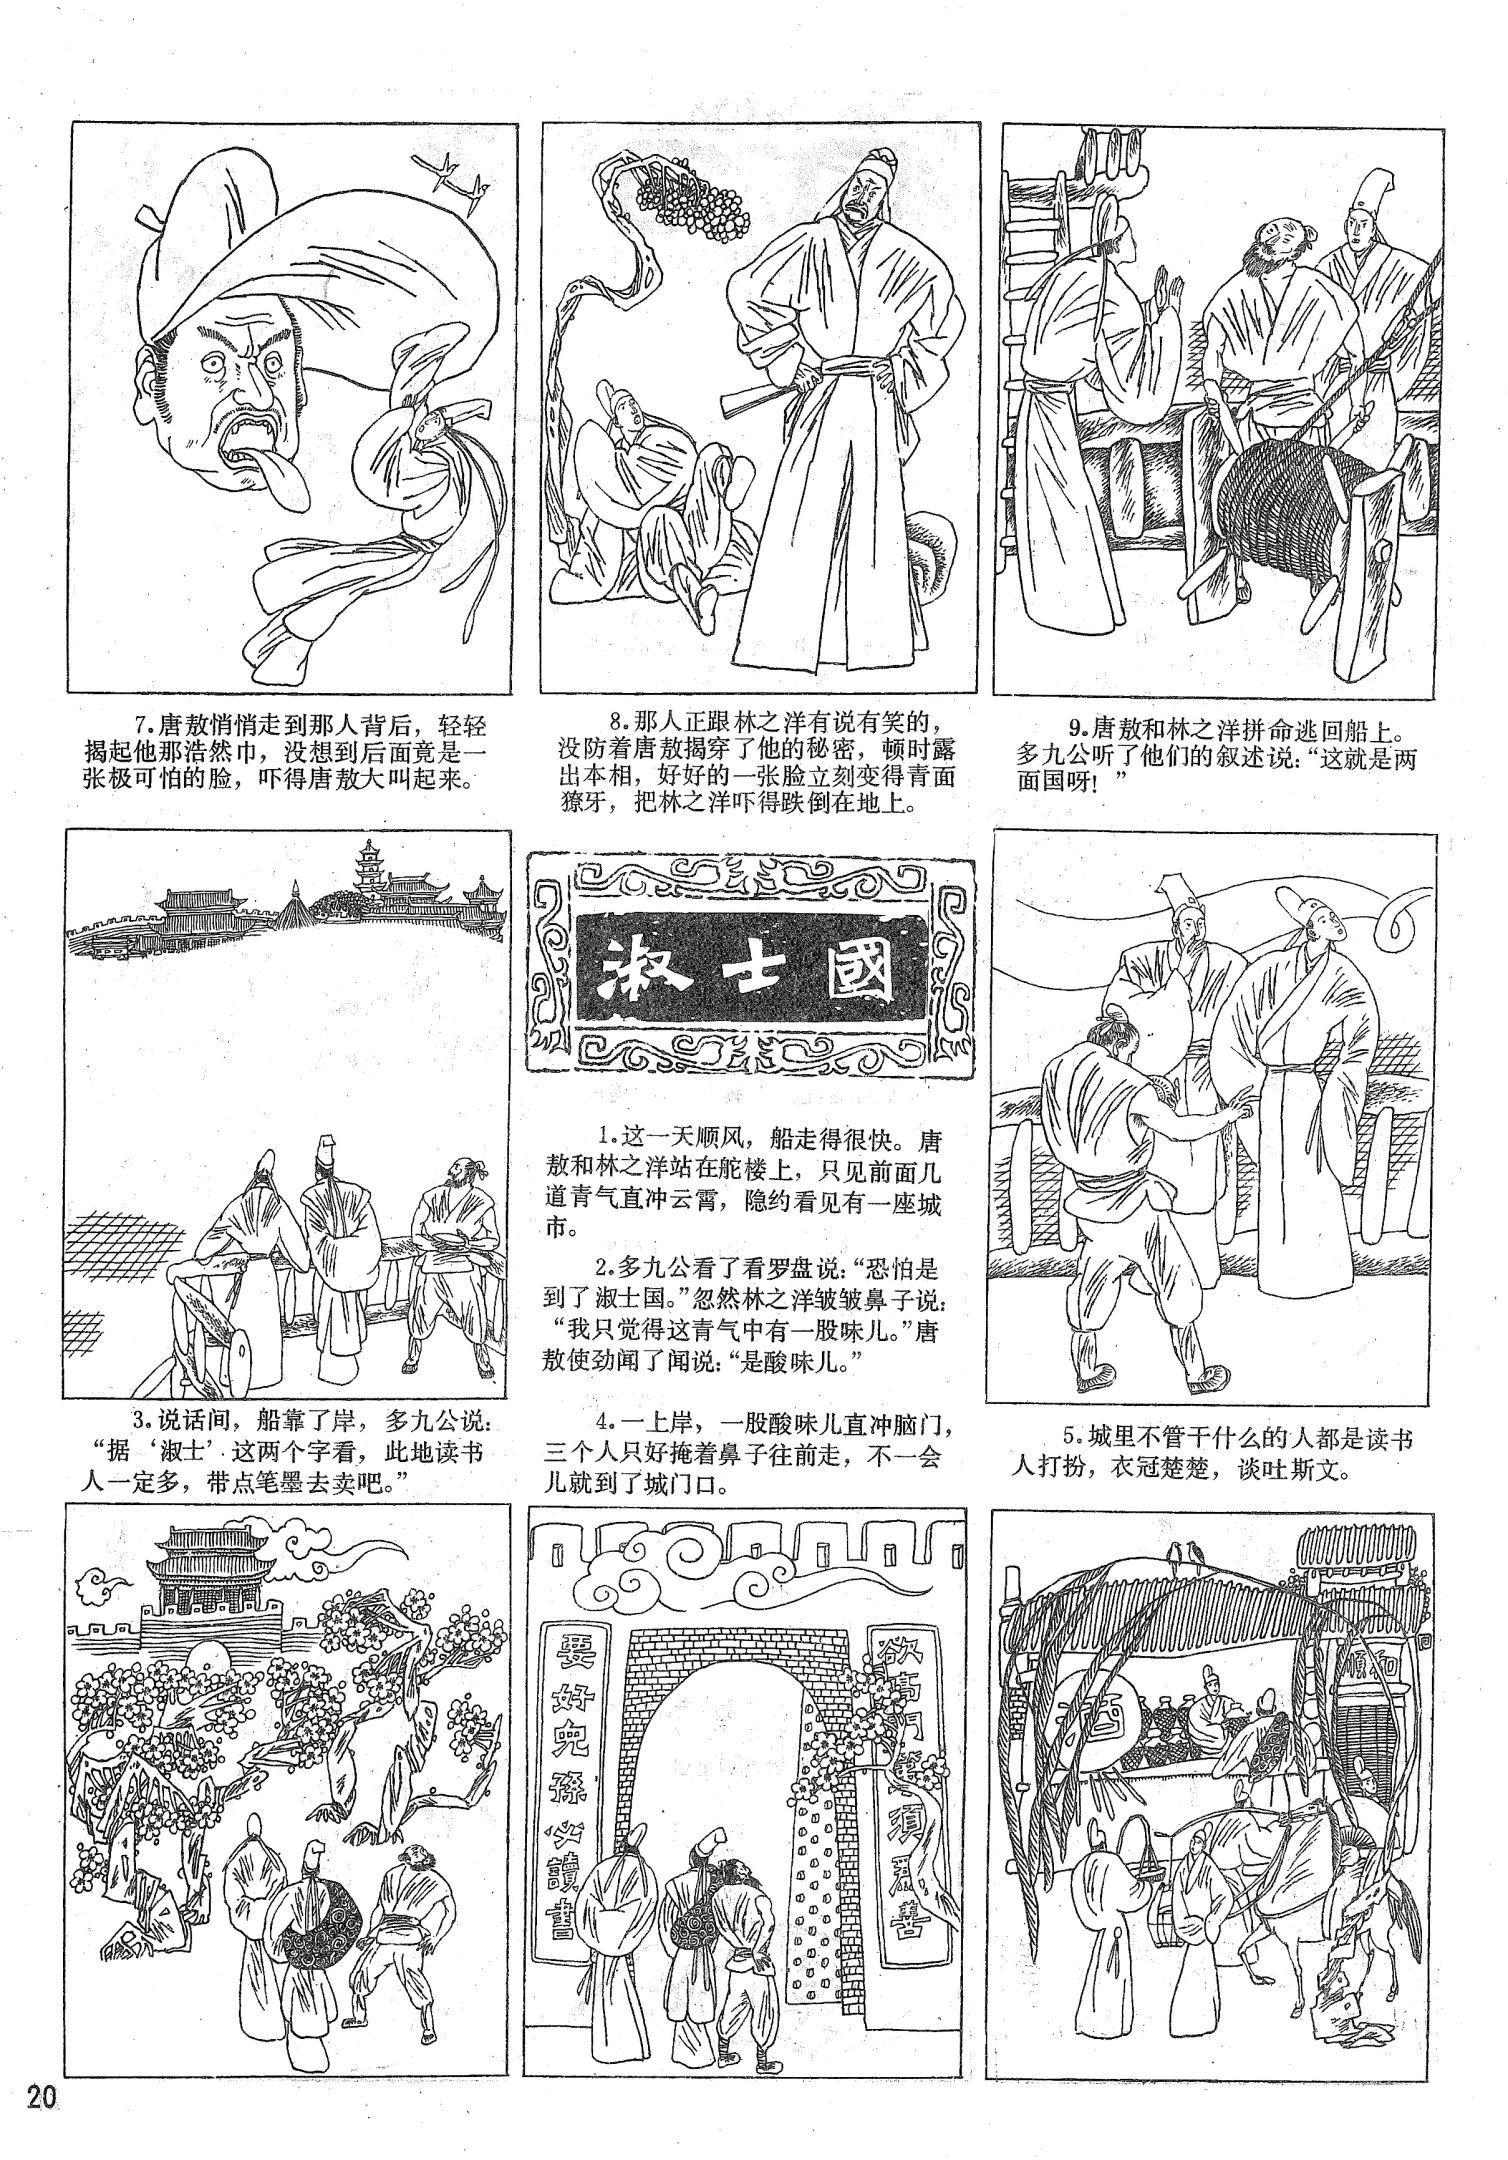 7.唐敖悄悄走到那人背后，轻轻
揭起他那浩然巾，没想到后面竟是一
张极可怕的脸，吓得唐敖大叫起来。
8.那人正跟林之洋有说有笑的，
没防着唐敖揭穿了他的秘密，顿时露
出本相，好好的一张脸立刻变得青面
獠牙，把林之洋吓得跌倒在地上。
9.唐敖和林之洋拼命逃回船上。
多九公听了他们的叙述说：“这就是两
面国呀！”
淑士國
1.这一天顺风，船走得很快。唐
敖和林之洋站在舵楼上，只见前面几
道青气直冲云霄，隐约看见有一座城
市。
2.多九公看了看罗盘说：“恐怕是
到了淑士国。”忽然林之洋皱皱鼻子说：
“我只觉得这青气中有一股味儿。”唐
敖使劲闻了闻说：“是酸味儿。”
3.说话间，船靠了岸，多九公说：
“据‘淑士’这两个字看，此地读书
人一定多，带点笔墨去卖吧。”
4.一上岸，一股酸味儿直冲脑门，
三个人只好掩着鼻子往前走，不一会
儿就到了城门口。
5.城里不管干什么的人都是读书
人打扮，衣冠楚楚，谈吐斯文。
欲高門第須為善
要好兒孫必讀書
順和
酒
20